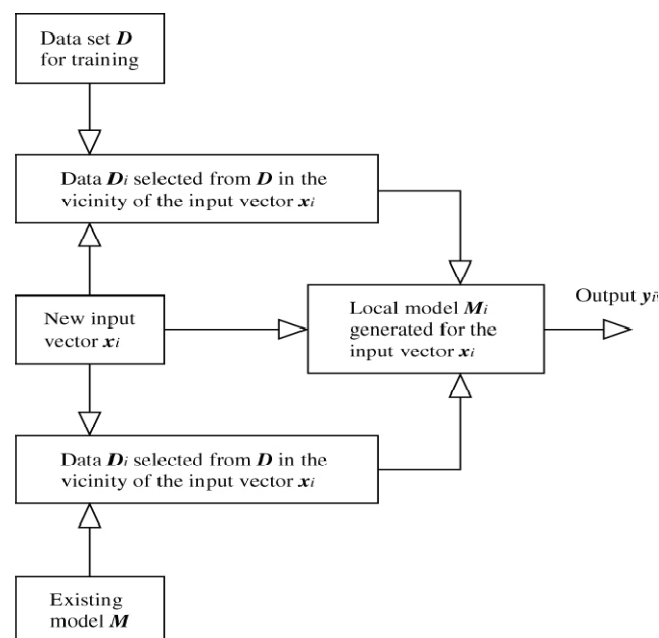 Data set D
for training
Data Di selected from D in the
vicinity of the input vector xi
New input
vector xi
Local model Mi
generated for the
input vector xi
Output yi
Data Di selected from D in the
vicinity of the input vector xi
Existing
model M